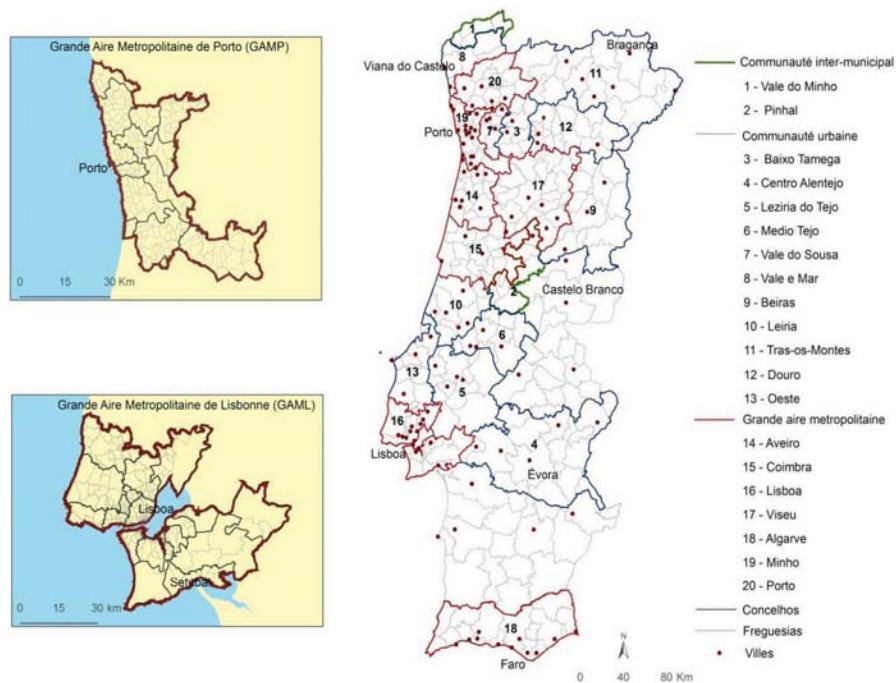 Grande Aire Metropolitaine de Porto (GAMP)
Porto
0 15 30 Km
Grande Aire Metropolitaine de Lisbonne (GAML)
Lisboa
Setubal
0 15 30 km
1
Bragança
8
Viana do Castelo
11
20
19
Porto
7
3
12
17
14
9
15
2
Castelo Branco
10
6
13
5
16
Lisboa
4
Évora
18
Faro
N
0 40 80 Km
Communauté inter-municipal
1 - Vale do Minho
2 - Pinhal
Communauté urbaine
3 - Baixo Tamega
4 - Centro Alentejo
5 - Leziria do Tejo
6 - Medio Tejo
7 - Vale do Sousa
8 - Vale e Mar
9 - Beiras
10 - Leiria
11 - Tras-os-Montes
12 - Douro
13 - Oeste
Grande aire metropolitaine
14 - Aveiro
15 - Coimbra
16 - Lisboa
17 - Viseu
18 - Algarve
19 - Minho
20 - Porto
Concelhos
Freguesias
Villes